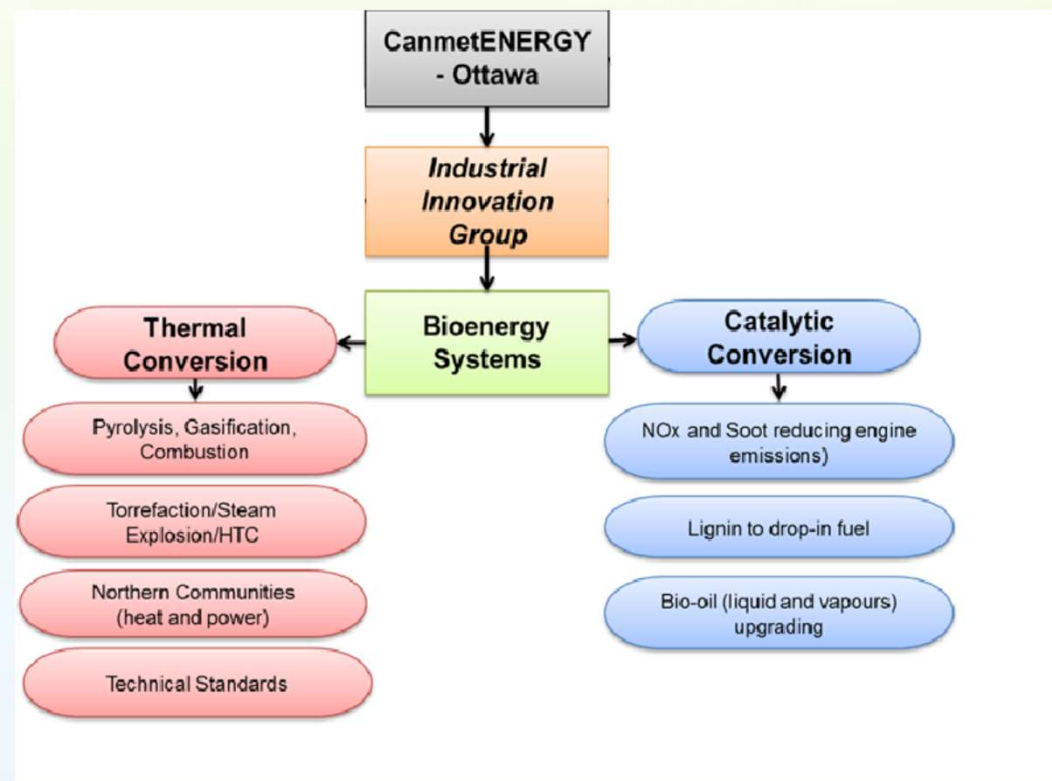 CanmetENERGY
- Ottawa
Industrial
Innovation
Group
Bioenergy
Systems
Thermal
Conversion
Pyrolysis, Gasification,
Combustion
Torrefaction/Steam
Explosion/HTC
Northern Communities
(heat and power)
Technical Standards
Catalytic
Conversion
NOx and Soot reducing engine
emissions)
Lignin to drop-in fuel
Bio-oil (liquid and vapours)
upgrading